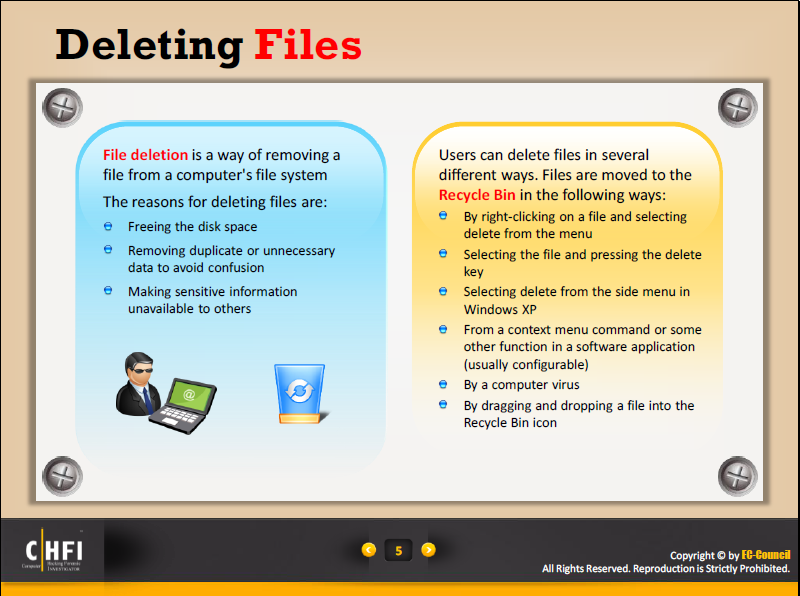 Deleting Files
File deletion is a way of removing a
file from a computer's file system
The reasons for deleting files are:
Freeing the disk space
Removing duplicate or unnecessary
data to avoid confusion
Making sensitive information
unavailable to others
@
Users can delete files in several
different ways. Files are moved to the
Recycle Bin in the following ways:
By right-clicking on a file and selecting
delete from the menu
Selecting the file and pressing the delete
key
Selecting delete from the side menu in
Windows XP
From a context menu command or some
other function in a software application
(usually configurable)
By a computer virus
By dragging and dropping a file into the
Recycle Bin icon
CHFI
Computer Hacking Forensic
INVESTIGATOR
5
Copyright © by EC-Council
All Rights Reserved. Reproduction is Strictly Prohibited.